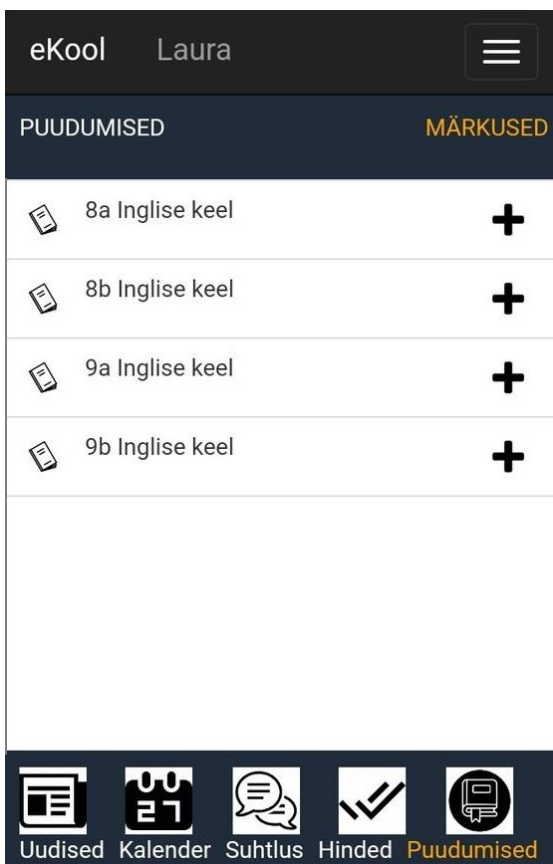 eKool Laura
PUUDUMISED MÄRKUSED
8a Inglise keel
8b Inglise keel
9a Inglise keel
9b Inglise keel
27
Uudised Kalender Suhtlus Hinded Puudumised